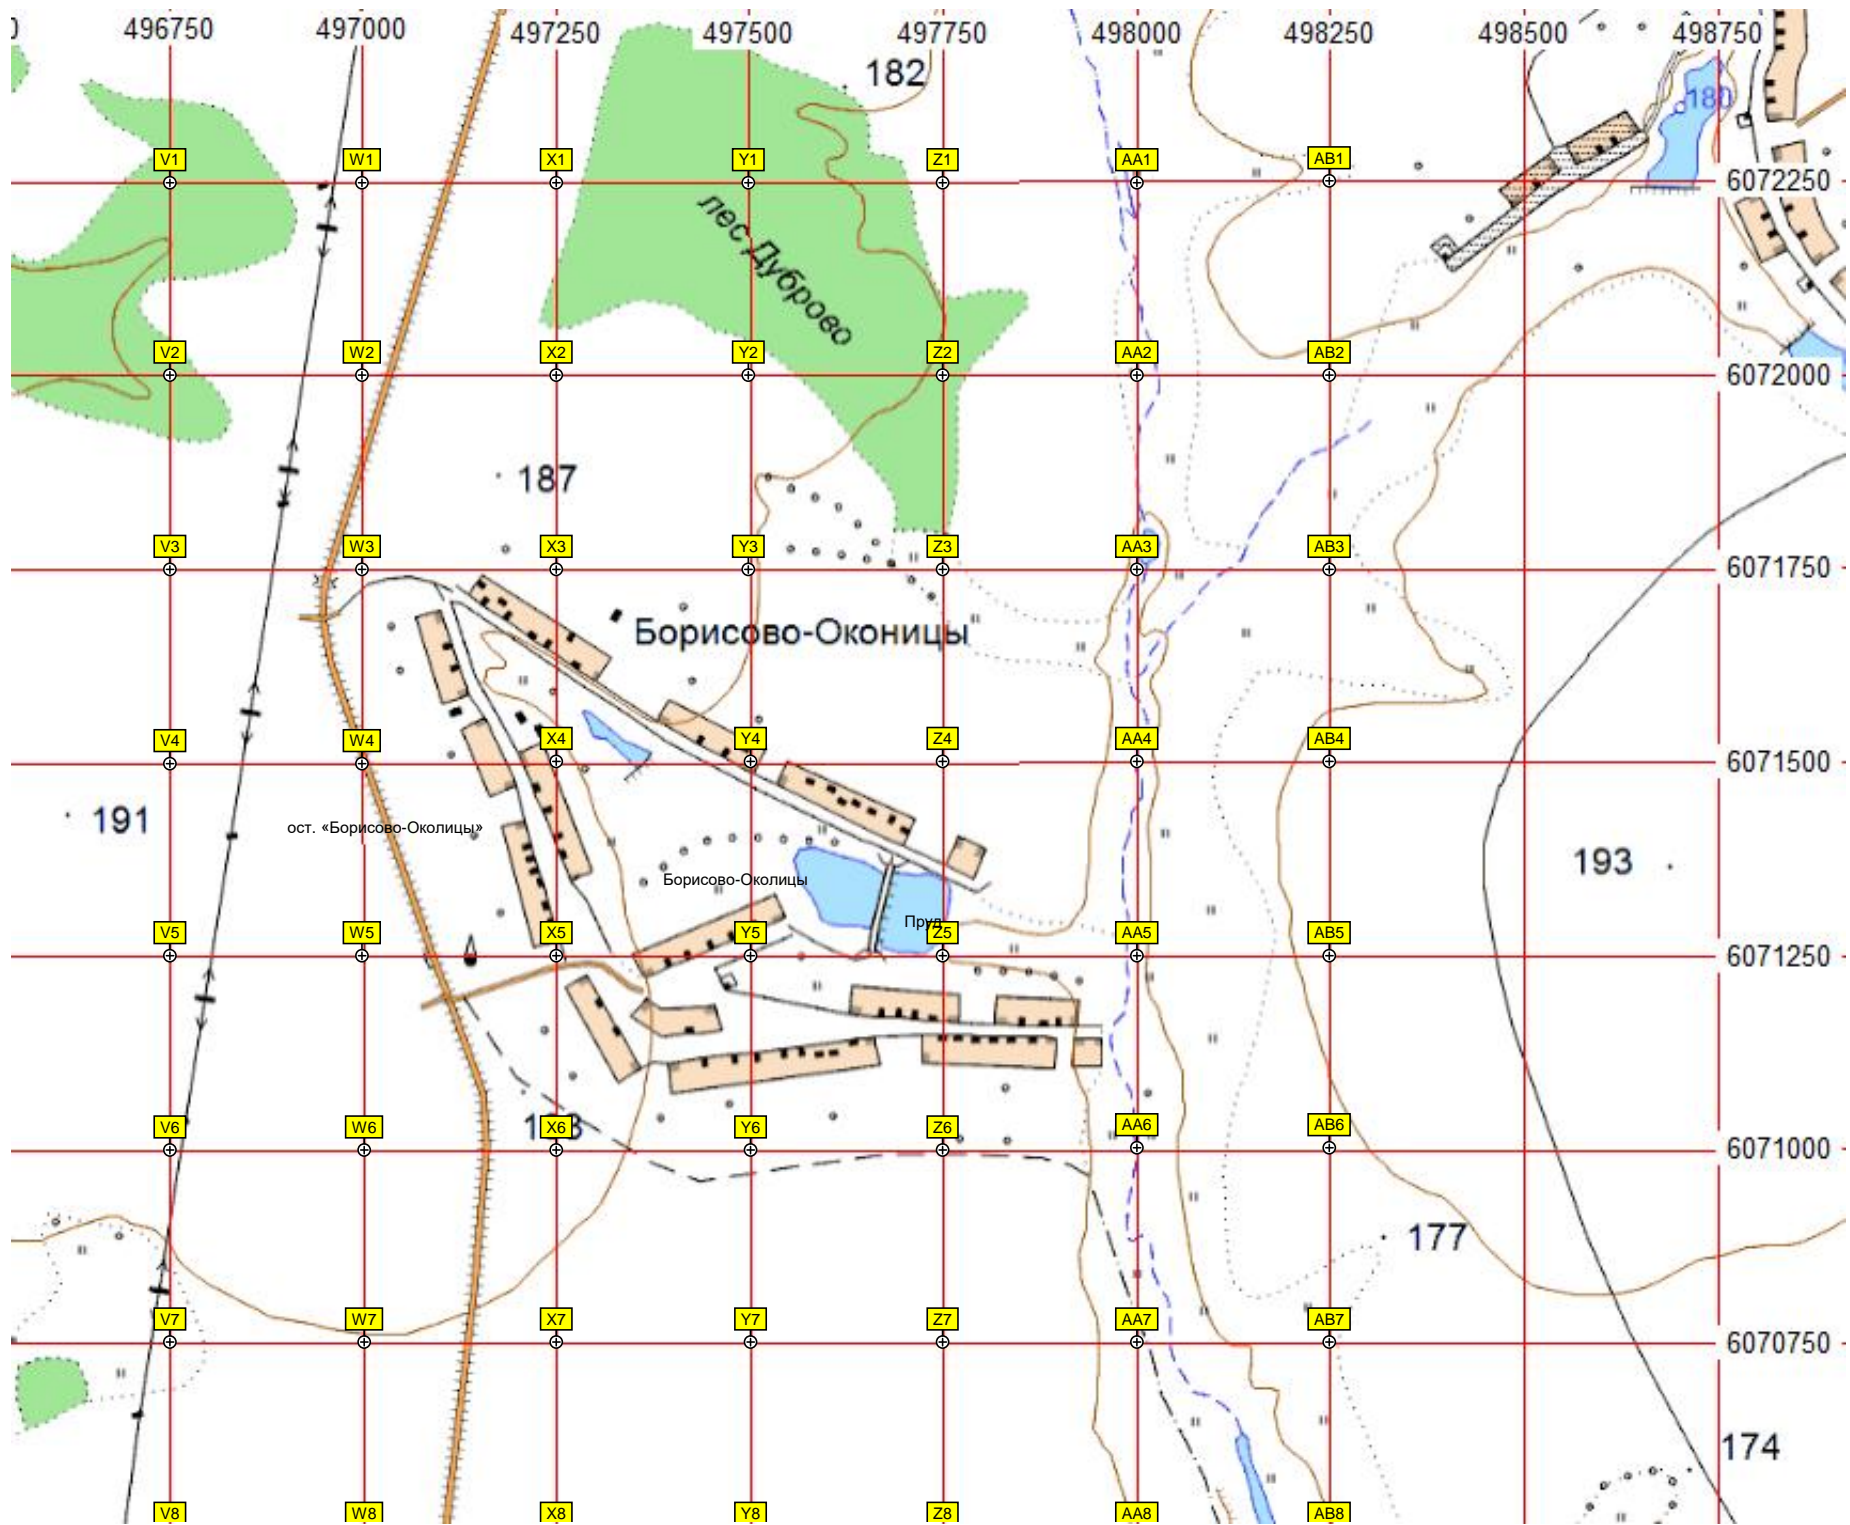 0 496750 497000 497250 497500 497750 498000 498250 498500 498750
182
180
V1 W1 X1 Y1 Z1 AA1 AB1
6072250
лес Дуброво
V2 W2 X2 Y2 Z2 AA2 AB2
6072000
187
V3 W3 X3 Y3 Z3 AA3 AB3
6071750
Борисово-Оконицы
V4 W4 X4 Y4 Z4 AA4 AB4
6071500
191
ост. «Борисово-Околицы»
193
Борисово-Околицы
Пруд
V5 W5 X5 Y5 Z5 AA5 AB5
6071250
V6 W6 X6 Y6 Z6 AA6 AB6
6071000
177
V7 W7 X7 Y7 Z7 AA7 AB7
6070750
174
V8 W8 X8 Y8 Z8 AA8 AB8